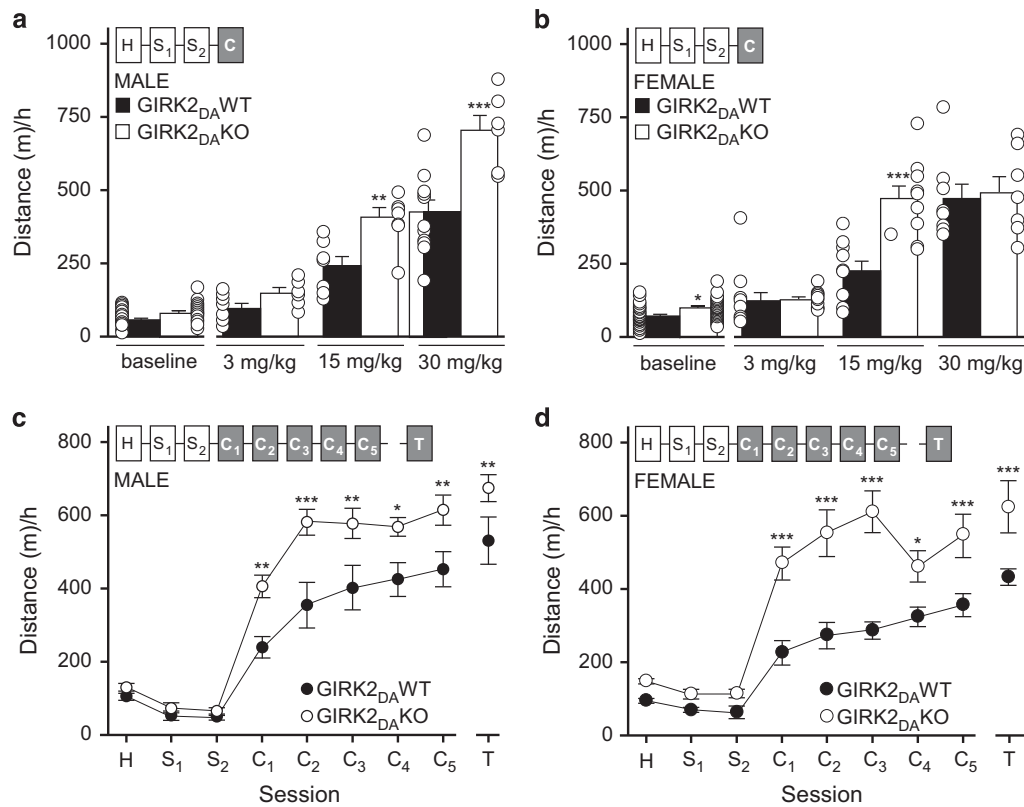 a
H S1 S2 C
MALE
GIRK2DAWT
GIRK2DAKO
Distance (m)/h
1000
750
500
250
0
** ***
baseline 3 mg/kg 15 mg/kg 30 mg/kg
b
H S1 S2 C
FEMALE
GIRK2DAWT
GIRK2DAKO
Distance (m)/h
1000
750
500
250
0
* ***
baseline 3 mg/kg 15 mg/kg 30 mg/kg
c
H S1 S2 C1 C2 C3 C4 C5 T
MALE
Distance (m)/h
800
600
400
200
0
** *** ** * ** **
GIRK2DAWT
GIRK2DAKO
H S1 S2 C1 C2 C3 C4 C5 T
Session
d
H S1 S2 C1 C2 C3 C4 C5 T
FEMALE
Distance (m)/h
800
600
400
200
0
*** *** *** * *** ***
GIRK2DAWT
GIRK2DAKO
H S1 S2 C1 C2 C3 C4 C5 T
Session